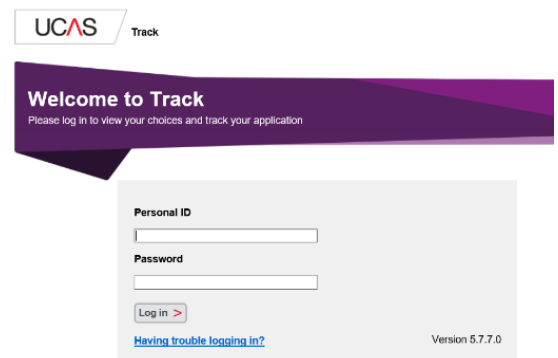 UCAS Track
Welcome to Track
Please log in to view your choices and track your application
Personal ID
Password
Log in >
Having trouble logging in?
Version 5.7.7.0